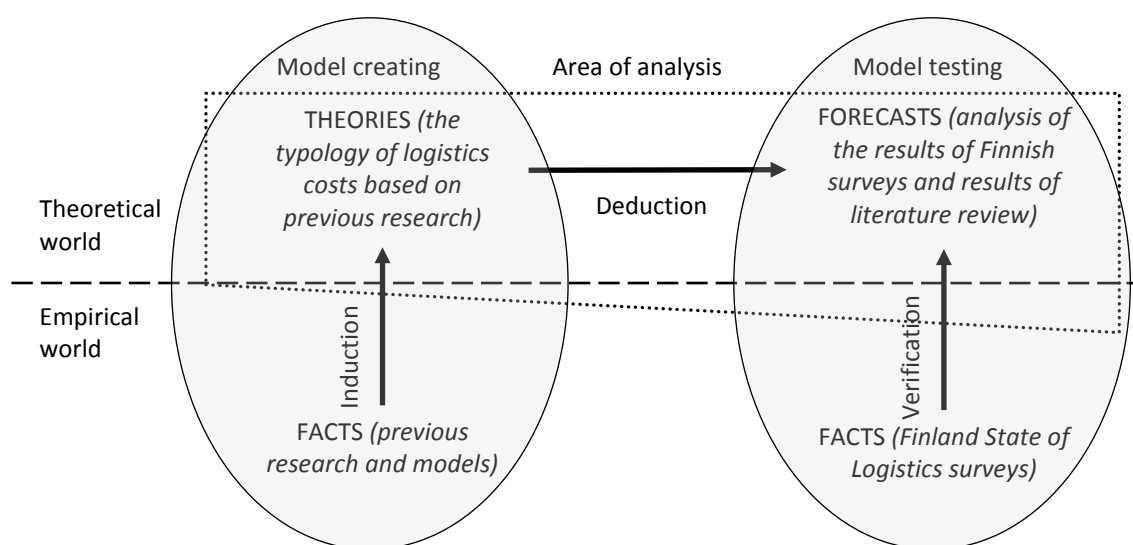 Model creating
Area of analysis
Model testing
THEORIES (the
typology of logistics
costs based on
previous research)
FORECASTS (analysis of
the results of Finnish
surveys and results of
literature review)
Deduction
Theoretical
world
Empirical
world
Induction
Verification
FACTS (previous
research and models)
FACTS (Finland State of
Logistics surveys)